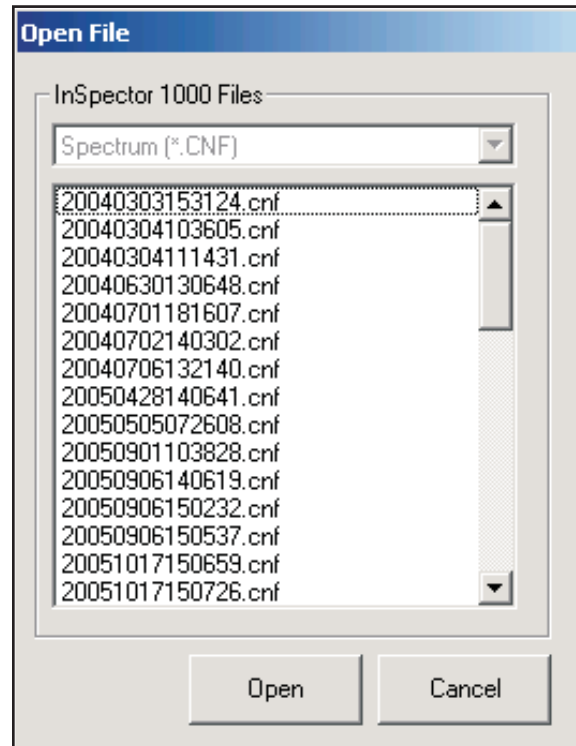 Open File
InSpector 1000 Files
Spectrum (*.CNF)
20040303153124.cnf
20040304103605.cnf
20040304111431.cnf
20040630130648.cnf
20040701181607.cnf
20040702140302.cnf
20040706132140.cnf
20050428140641.cnf
20050505072608.cnf
20050901103828.cnf
20050906140619.cnf
20050906150232.cnf
20050906150537.cnf
20051017150659.cnf
20051017150726.cnf
Open Cancel